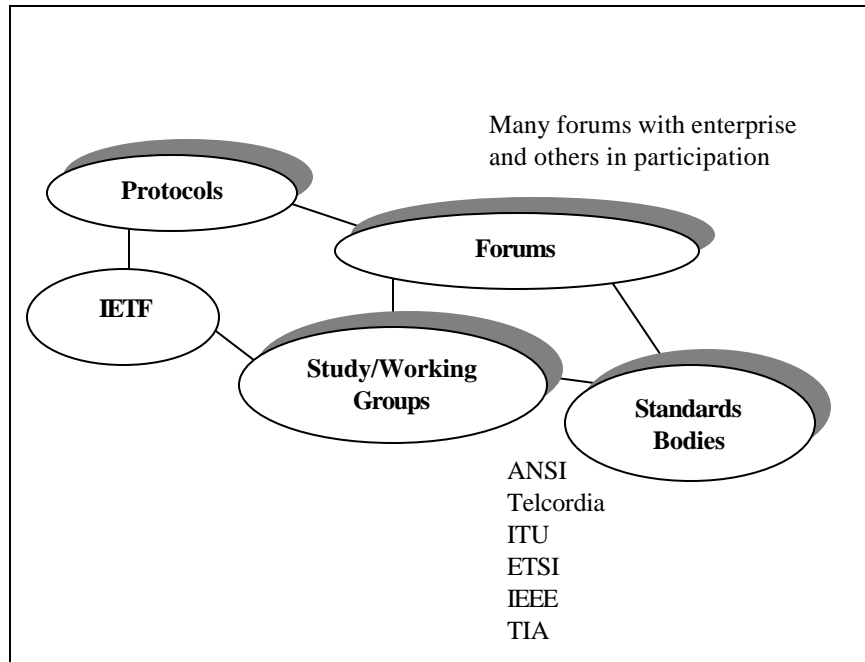 Many forums with enterprise
and others in participation
Protocols
Forums
IETF
Study/Working
Groups
Standards
Bodies
ANSI
Telcordia
ITU
ETSI
IEEE
TIA